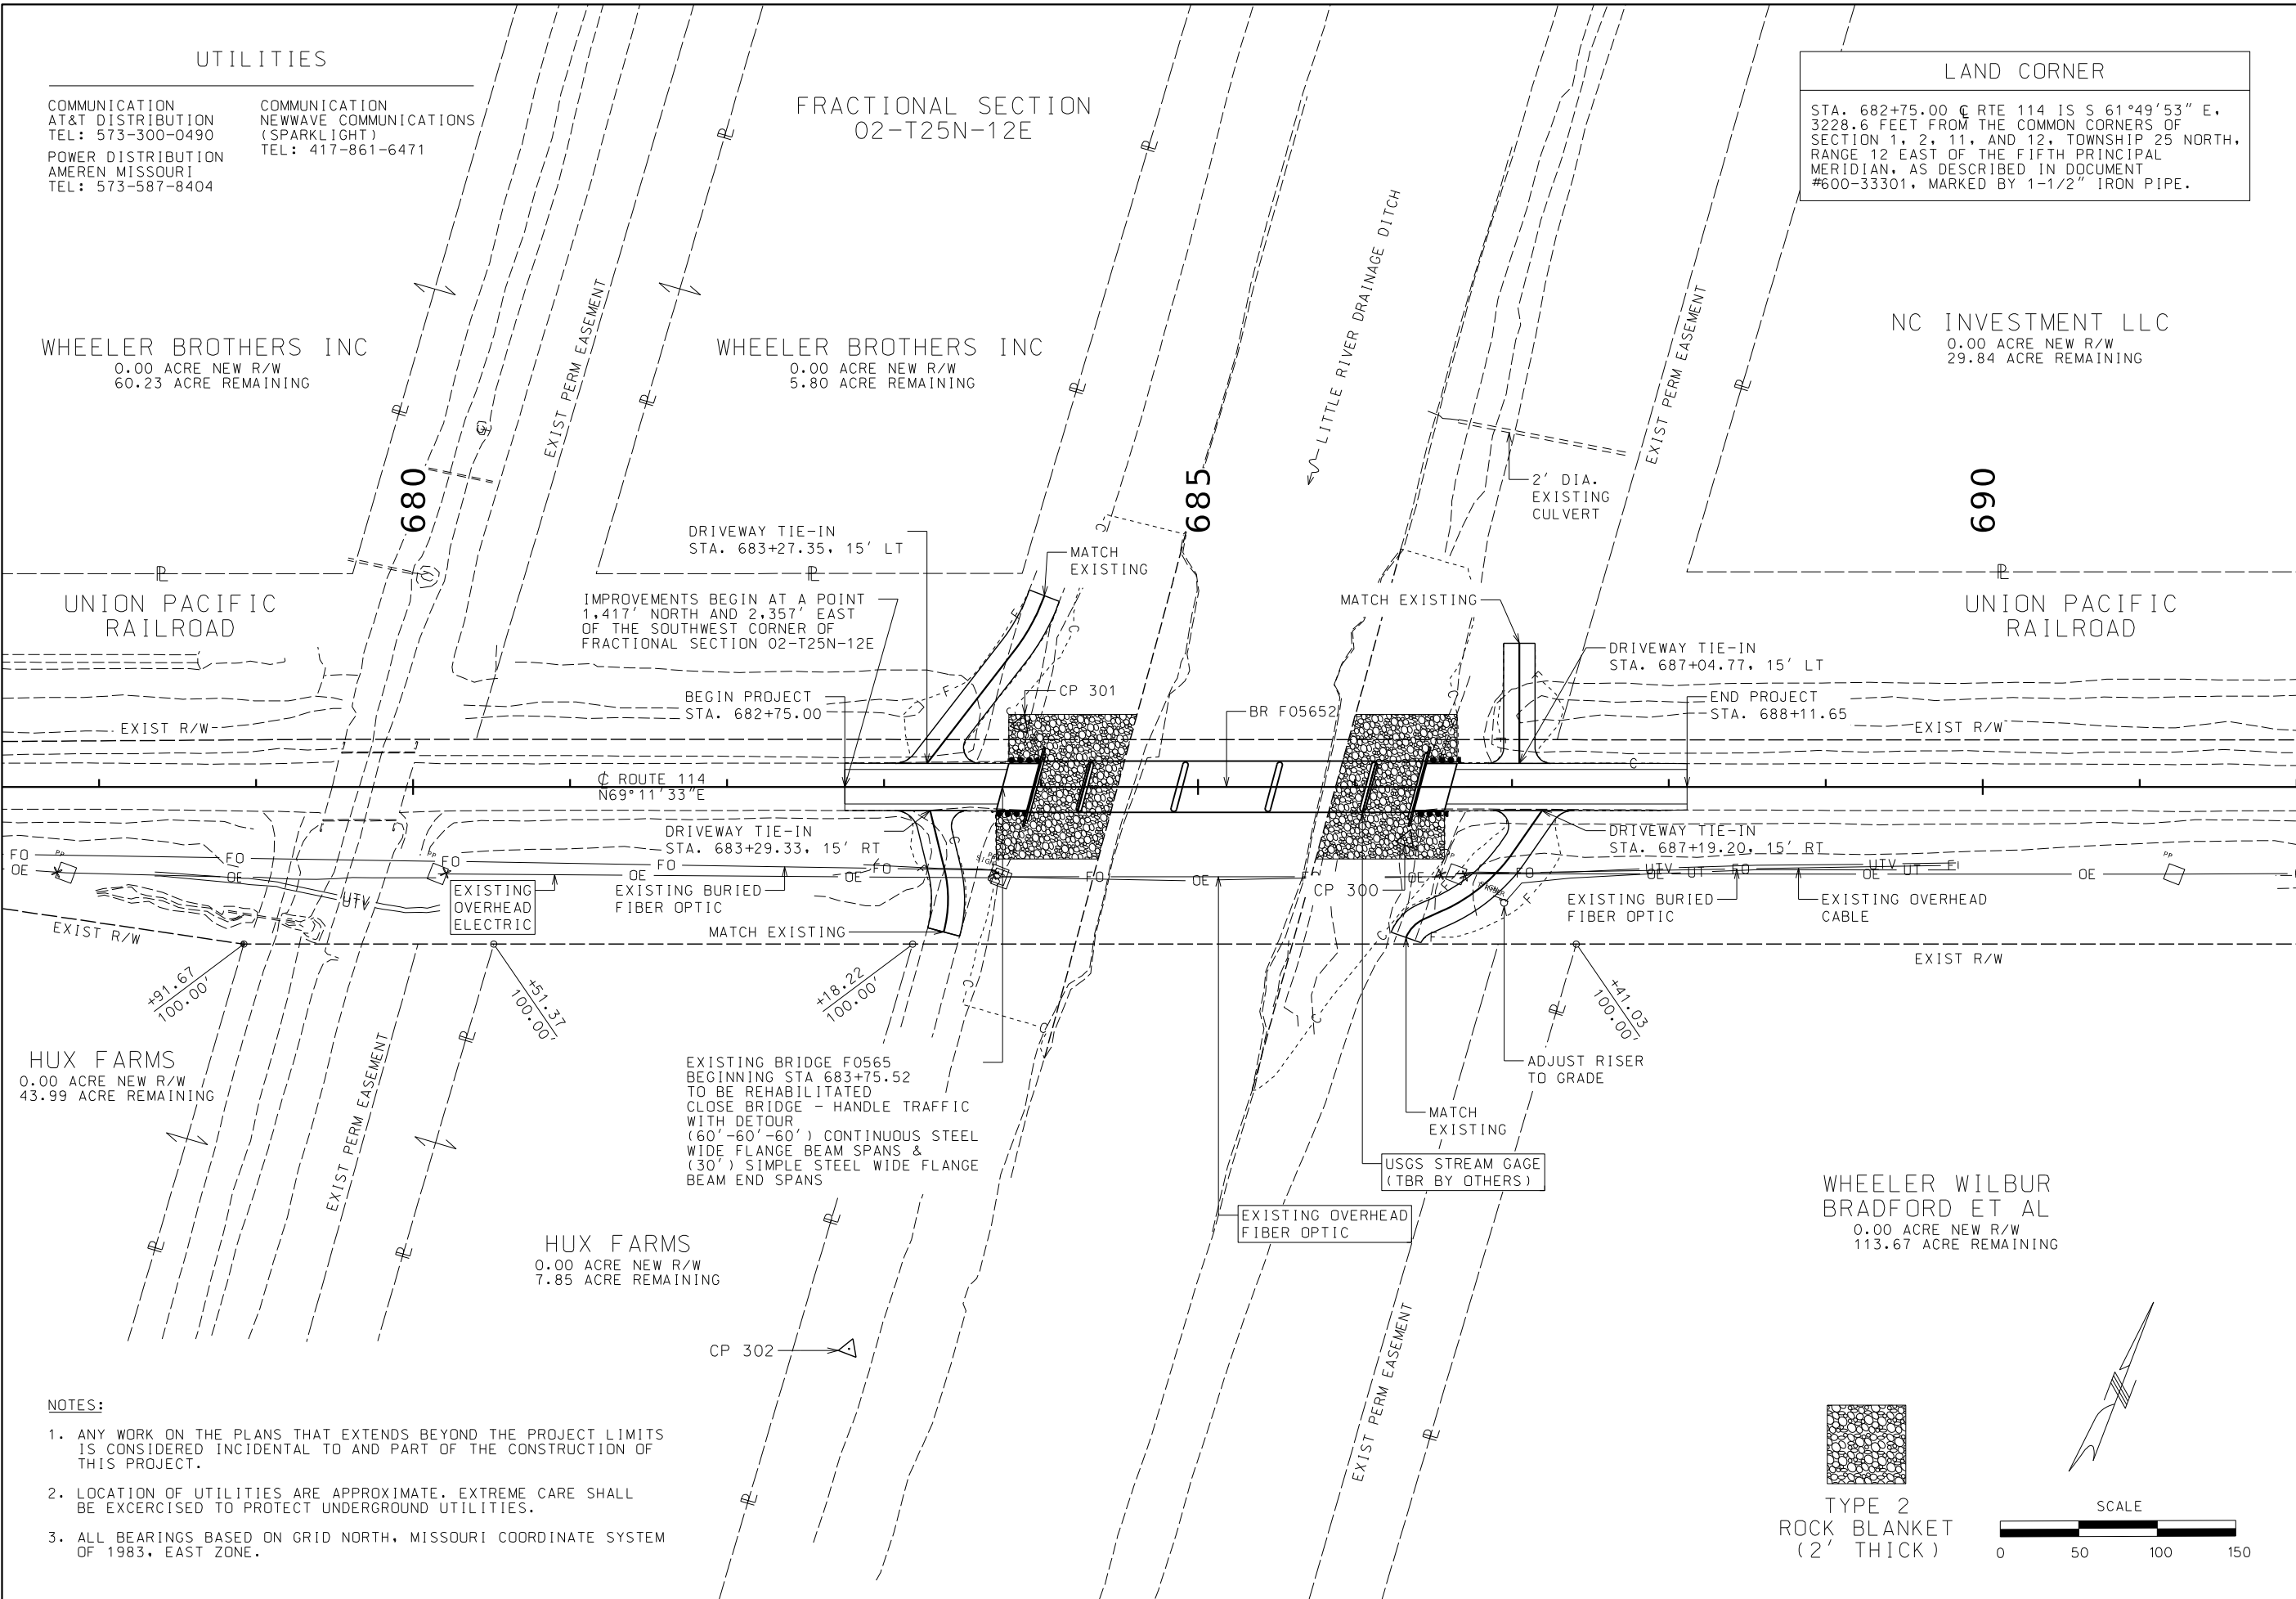 UTILITIES
COMMUNICATION
AT&T DISTRIBUTION
TEL: 573-300-0490
POWER DISTRIBUTION
AMEREN MISSOURI
TEL: 573-587-8404
COMMUNICATION
NEWWAVE COMMUNICATIONS
(SPARKLIGHT)
TEL: 417-861-6471
FRACTIONAL SECTION
02-T25N-12E
LAND CORNER
STA. 682+75.00 ℄ RTE 114 IS S 61°49'53" E,
3228.6 FEET FROM THE COMMON CORNERS OF
SECTION 1, 2, 11, AND 12, TOWNSHIP 25 NORTH,
RANGE 12 EAST OF THE FIFTH PRINCIPAL
MERIDIAN, AS DESCRIBED IN DOCUMENT
#600-33301, MARKED BY 1-1/2" IRON PIPE.
WHEELER BROTHERS INC
0.00 ACRE NEW R/W
60.23 ACRE REMAINING
EXIST PERM EASEMENT
WHEELER BROTHERS INC
0.00 ACRE NEW R/W
5.80 ACRE REMAINING
LITTLE RIVER DRAINAGE DITCH
EXIST PERM EASEMENT
NC INVESTMENT LLC
0.00 ACRE NEW R/W
29.84 ACRE REMAINING
680
685
690
2' DIA.
EXISTING
CULVERT
DRIVEWAY TIE-IN
STA. 683+27.35, 15' LT
MATCH
EXISTING
UNION PACIFIC
RAILROAD
IMPROVEMENTS BEGIN AT A POINT
1,417' NORTH AND 2,357' EAST
OF THE SOUTHWEST CORNER OF
FRACTIONAL SECTION 02-T25N-12E
MATCH EXISTING
UNION PACIFIC
RAILROAD
DRIVEWAY TIE-IN
STA. 687+04.77, 15' LT
BEGIN PROJECT
STA. 682+75.00
CP 301
BR F05652
END PROJECT
STA. 688+11.65
EXIST R/W
EXIST R/W
℄ ROUTE 114
N69°11'33"E
DRIVEWAY TIE-IN
STA. 683+29.33, 15' RT
DRIVEWAY TIE-IN
STA. 687+19.20, 15' RT
FO
OE
PP
FO
OE
UTV
UTV
PP
FO
EXISTING
OVERHEAD
ELECTRIC
FO
OE
EXISTING BURIED
FIBER OPTIC
OE
FO
FO
OE
CP 300
OE
PP
FO
EXISTING BURIED
FIBER OPTIC
UTV
OE
UT
FO
UTV
OE
UT
EXISTING OVERHEAD
CABLE
OE
PP
EXIST R/W
MATCH EXISTING
EXIST R/W
+91.67
100.00'
+51.37
100.00'
+18.22
100.00'
+41.03
100.00'
HUX FARMS
0.00 ACRE NEW R/W
43.99 ACRE REMAINING
EXIST PERM EASEMENT
EXISTING BRIDGE F0565
BEGINNING STA 683+75.52
TO BE REHABILITATED
CLOSE BRIDGE - HANDLE TRAFFIC
WITH DETOUR
(60'-60'-60') CONTINUOUS STEEL
WIDE FLANGE BEAM SPANS &
(30') SIMPLE STEEL WIDE FLANGE
BEAM END SPANS
ADJUST RISER
TO GRADE
MATCH
EXISTING
USGS STREAM GAGE
(TBR BY OTHERS)
EXISTING OVERHEAD
FIBER OPTIC
HUX FARMS
0.00 ACRE NEW R/W
7.85 ACRE REMAINING
WHEELER WILBUR
BRADFORD ET AL
0.00 ACRE NEW R/W
113.67 ACRE REMAINING
EXIST PERM EASEMENT
CP 302
NOTES:
1. ANY WORK ON THE PLANS THAT EXTENDS BEYOND THE PROJECT LIMITS
IS CONSIDERED INCIDENTAL TO AND PART OF THE CONSTRUCTION OF
THIS PROJECT.
2. LOCATION OF UTILITIES ARE APPROXIMATE. EXTREME CARE SHALL
BE EXCERCISED TO PROTECT UNDERGROUND UTILITIES.
3. ALL BEARINGS BASED ON GRID NORTH, MISSOURI COORDINATE SYSTEM
OF 1983, EAST ZONE.
TYPE 2
ROCK BLANKET
(2' THICK)
SCALE
0 50 100 150